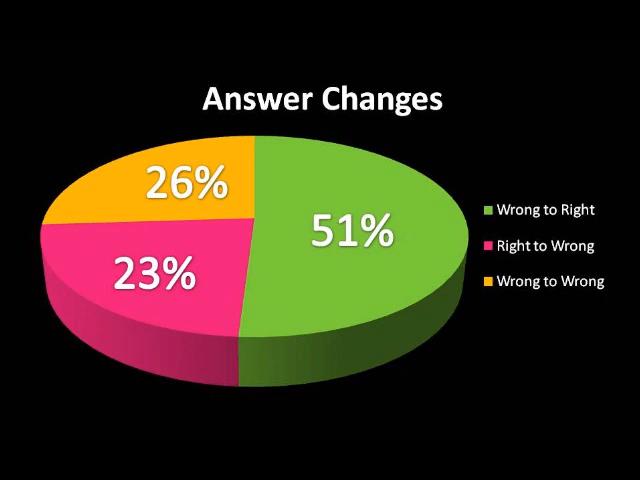 Answer Changes
26%
51%
23%
Wrong to Right
Right to Wrong
Wrong to Wrong